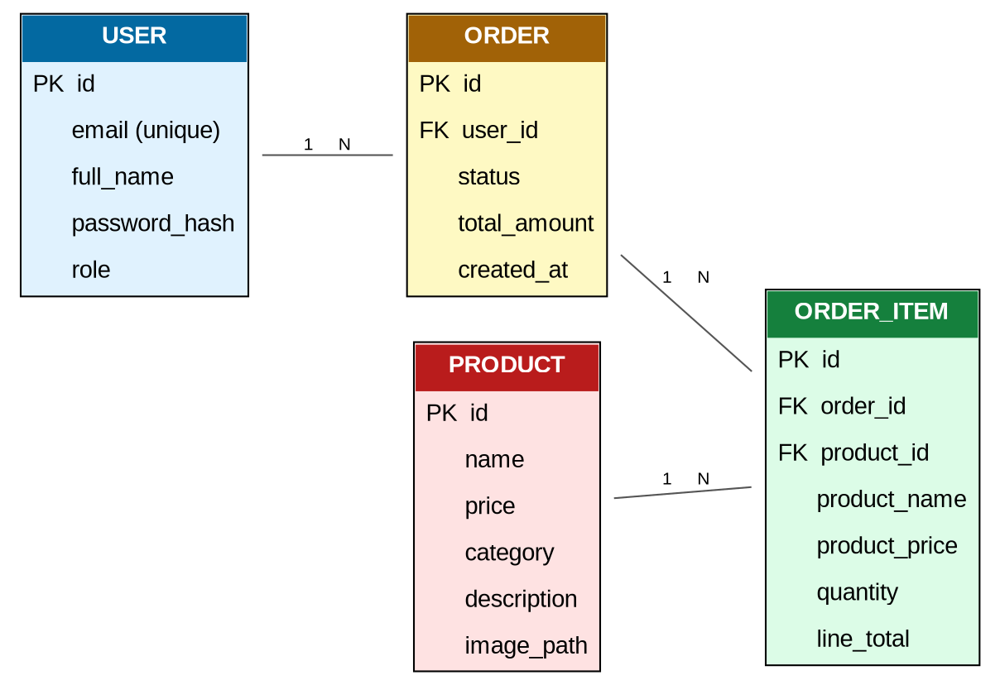 USER
PK id
email (unique)
full_name
password_hash
role
1 N
ORDER
PK id
FK user_id
status
total_amount
created_at
1 N
PRODUCT
PK id
name
price
category
description
image_path
1 N
ORDER_ITEM
PK id
FK order_id
FK product_id
product_name
product_price
quantity
line_total